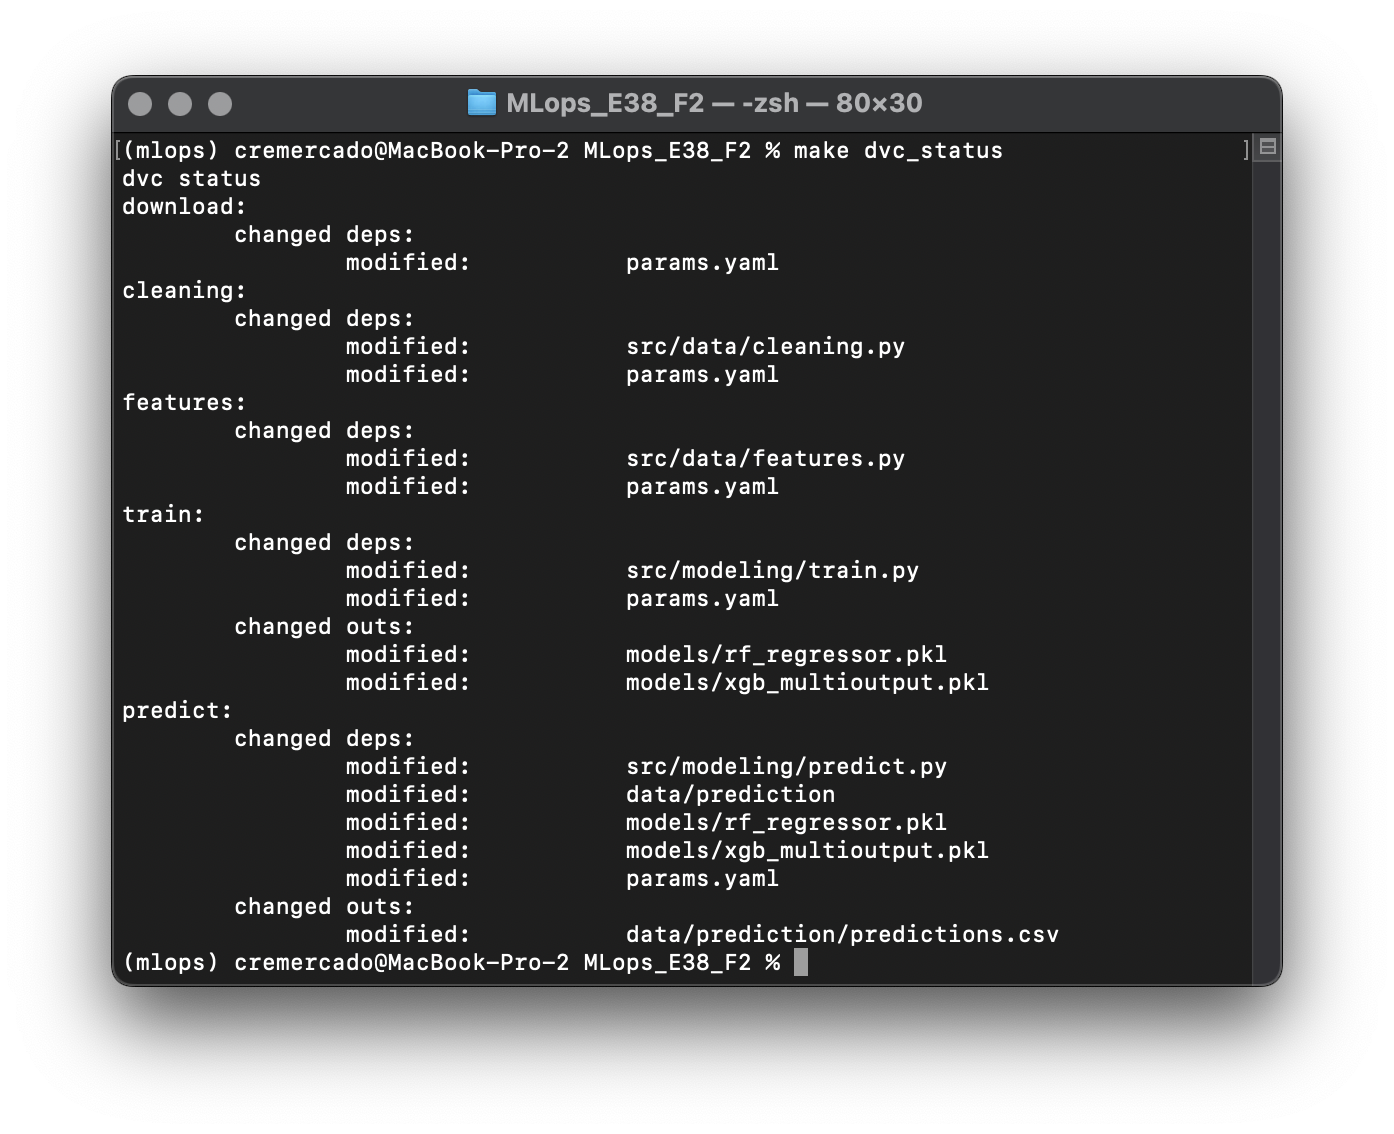 MLops_E38_F2 — -zsh — 80×30
[(mlops) cremercado@MacBook-Pro-2 MLops_E38_F2 % make dvc_status ]
dvc status
download:
        changed deps:
                modified:           params.yaml
cleaning:
        changed deps:
                modified:           src/data/cleaning.py
                modified:           params.yaml
features:
        changed deps:
                modified:           src/data/features.py
                modified:           params.yaml
train:
        changed deps:
                modified:           src/modeling/train.py
                modified:           params.yaml
        changed outs:
                modified:           models/rf_regressor.pkl
                modified:           models/xgb_multioutput.pkl
predict:
        changed deps:
                modified:           src/modeling/predict.py
                modified:           data/prediction
                modified:           models/rf_regressor.pkl
                modified:           models/xgb_multioutput.pkl
                modified:           params.yaml
        changed outs:
                modified:           data/prediction/predictions.csv
(mlops) cremercado@MacBook-Pro-2 MLops_E38_F2 %